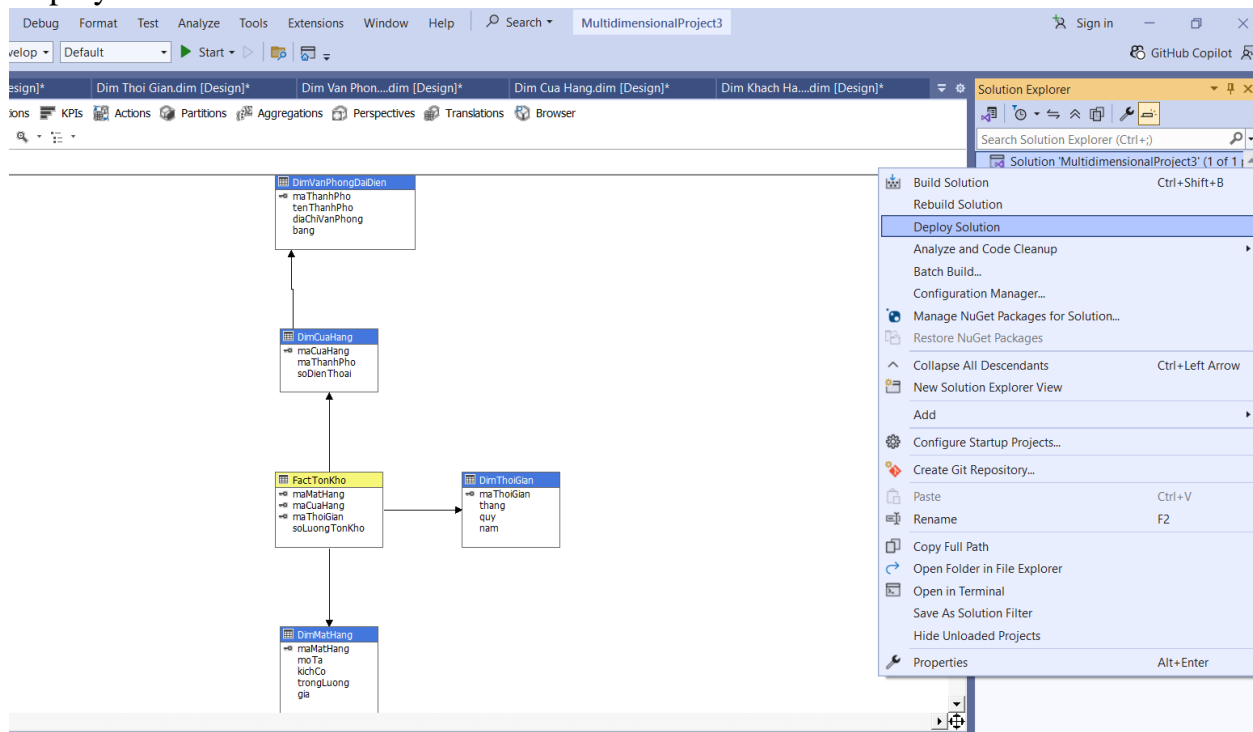 Debug Format Test Analyze Tools Extensions Window Help Search MultidimensionalProject3 Sign in
Default Start GitHub Copilot
Dim Thoi Gian.dim [Design]* Dim Van Phon....dim [Design]* Dim Cua Hang.dim [Design]* Dim Khach Ha....dim [Design]* Solution Explorer
KPIs Actions Partitions Aggregations Perspectives Translations Browser
Search Solution Explorer (Ctrl+;)
Solution 'MultidimensionalProject3' (1 of 1
DimVanPhongDaiDien
maThanhPho
tenThanhPho
diaChiVanPhong
bang
DimCuaHang
maCuaHang
maThanhPho
soDienThoai
FactTonKho
maMatHang
maCuaHang
maThoiGian
soLuongTonKho
DimThoiGian
maThoiGian
thang
quy
nam
DimMatHang
maMatHang
moTa
kichCo
trongLuong
gia
Build Solution Ctrl+Shift+B
Rebuild Solution
Deploy Solution
Analyze and Code Cleanup
Batch Build...
Configuration Manager...
Manage NuGet Packages for Solution...
Restore NuGet Packages
Collapse All Descendants Ctrl+Left Arrow
New Solution Explorer View
Add
Configure Startup Projects...
Create Git Repository...
Paste Ctrl+V
Rename F2
Copy Full Path
Open Folder in File Explorer
Open in Terminal
Save As Solution Filter
Hide Unloaded Projects
Properties Alt+Enter